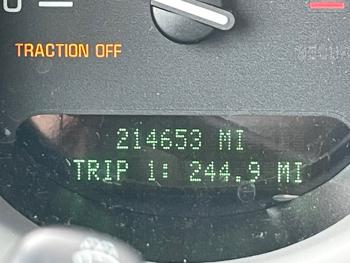 TRACTION OFF
214653 MI
TRIP 1: 244.9 MI